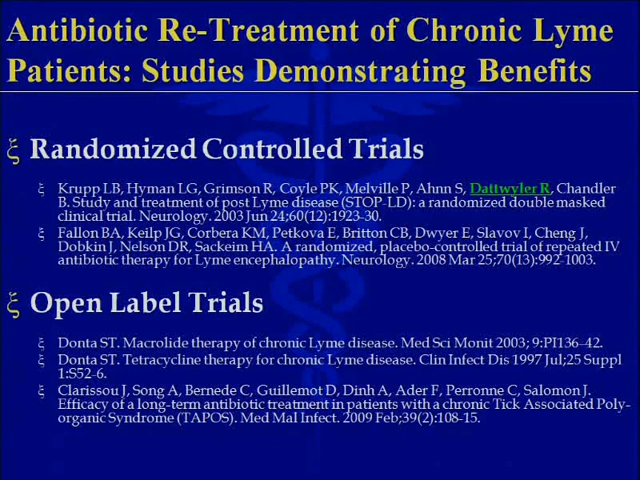 Antibiotic Re-Treatment of Chronic Lyme
Patients: Studies Demonstrating Benefits
ξ Randomized Controlled Trials
ξ Krupp LB, Hyman LG, Grimson R, Coyle PK, Melville P, Ahnn S, Dattwyler R, Chandler
B. Study and treatment of post Lyme disease (STOP-LD): a randomized double masked
clinical trial. Neurology. 2003 Jun 24;60(12):1923-30.
ξ Fallon BA, Keilp JG, Corbera KM, Petkova E, Britton CB, Dwyer E, Slavov I, Cheng J,
Dobkin J, Nelson DR, Sackeim HA. A randomized, placebo-controlled trial of repeated IV
antibiotic therapy for Lyme encephalopathy. Neurology. 2008 Mar 25;70(13):992-1003.
ξ Open Label Trials
ξ Donta ST. Macrolide therapy of chronic Lyme disease. Med Sci Monit 2003; 9:PI136-42.
ξ Donta ST. Tetracycline therapy for chronic Lyme disease. Clin Infect Dis 1997 Jul;25 Suppl
1:S52-6.
ξ Clarissou J, Song A, Bernede C, Guillemot D, Dinh A, Ader F, Perronne C, Salomon J.
Efficacy of a long-term antibiotic treatment in patients with a chronic Tick Associated Poly-
organic Syndrome (TAPOS). Med Mal Infect. 2009 Feb;39(2):108-15.